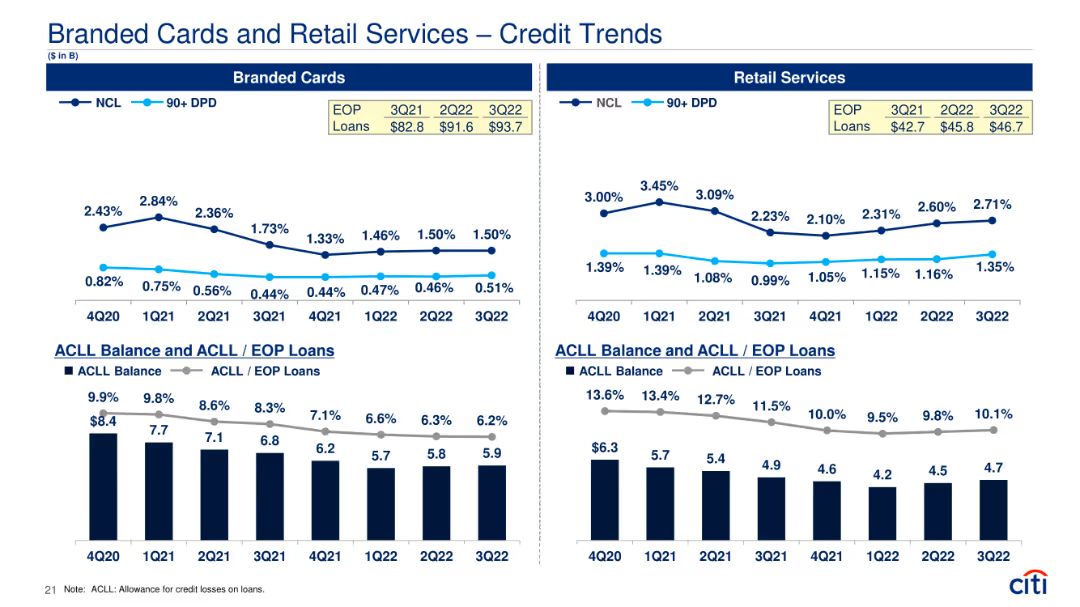 Branded Cards and Retail Services – Credit Trends
($ in B)
Branded Cards
NCL 90+ DPD
EOP 3Q21 2Q22 3Q22
Loans $82.8 $91.6 $93.7
2.43% 2.84% 2.36% 1.73% 1.33% 1.46% 1.50% 1.50%
0.82% 0.75% 0.56% 0.44% 0.44% 0.47% 0.46% 0.51%
4Q20 1Q21 2Q21 3Q21 4Q21 1Q22 2Q22 3Q22
ACLL Balance and ACLL / EOP Loans
ACLL Balance ACLL / EOP Loans
9.9% 9.8% 8.6% 8.3% 7.1% 6.6% 6.3% 6.2%
$8.4 7.7 7.1 6.8 6.2 5.7 5.8 5.9
4Q20 1Q21 2Q21 3Q21 4Q21 1Q22 2Q22 3Q22
Retail Services
NCL 90+ DPD
EOP 3Q21 2Q22 3Q22
Loans $42.7 $45.8 $46.7
3.00% 3.45% 3.09% 2.23% 2.10% 2.31% 2.60% 2.71%
1.39% 1.39% 1.08% 0.99% 1.05% 1.15% 1.16% 1.35%
4Q20 1Q21 2Q21 3Q21 4Q21 1Q22 2Q22 3Q22
ACLL Balance and ACLL / EOP Loans
ACLL Balance ACLL / EOP Loans
13.6% 13.4% 12.7% 11.5% 10.0% 9.5% 9.8% 10.1%
$6.3 5.7 5.4 4.9 4.6 4.2 4.5 4.7
4Q20 1Q21 2Q21 3Q21 4Q21 1Q22 2Q22 3Q22
21 Note: ACLL: Allowance for credit losses on loans.
citi